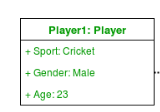 Player1: Player
+ Sport: Cricket
+ Gender: Male
+ Age: 23